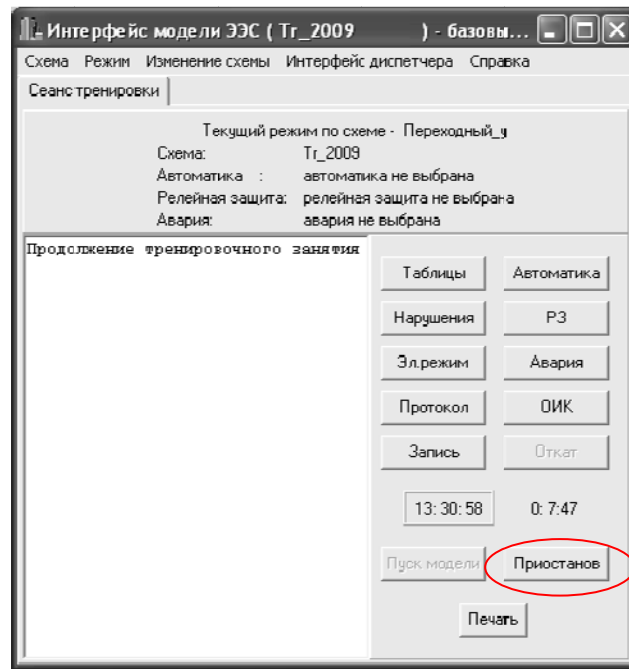 Интерфейс модели ЭЭС ( Tr_2009 ) - базовы...
Схема Режим Изменение схемы Интерфейс диспетчера Справка
Сеанс тренировки
Текущий режим по схеме - Переходный_у
Схема: Tr_2009
Автоматика : автоматика не выбрана
Релейная защита: релейная защита не выбрана
Авария: авария не выбрана
Продолжение тренировочного занятия
Таблицы Автоматика
Нарушения РЗ
Эл.режим Авария
Протокол ОИК
Запись Откат
13: 30: 58 0: 7:47
Пуск модели Приостанов
Печать